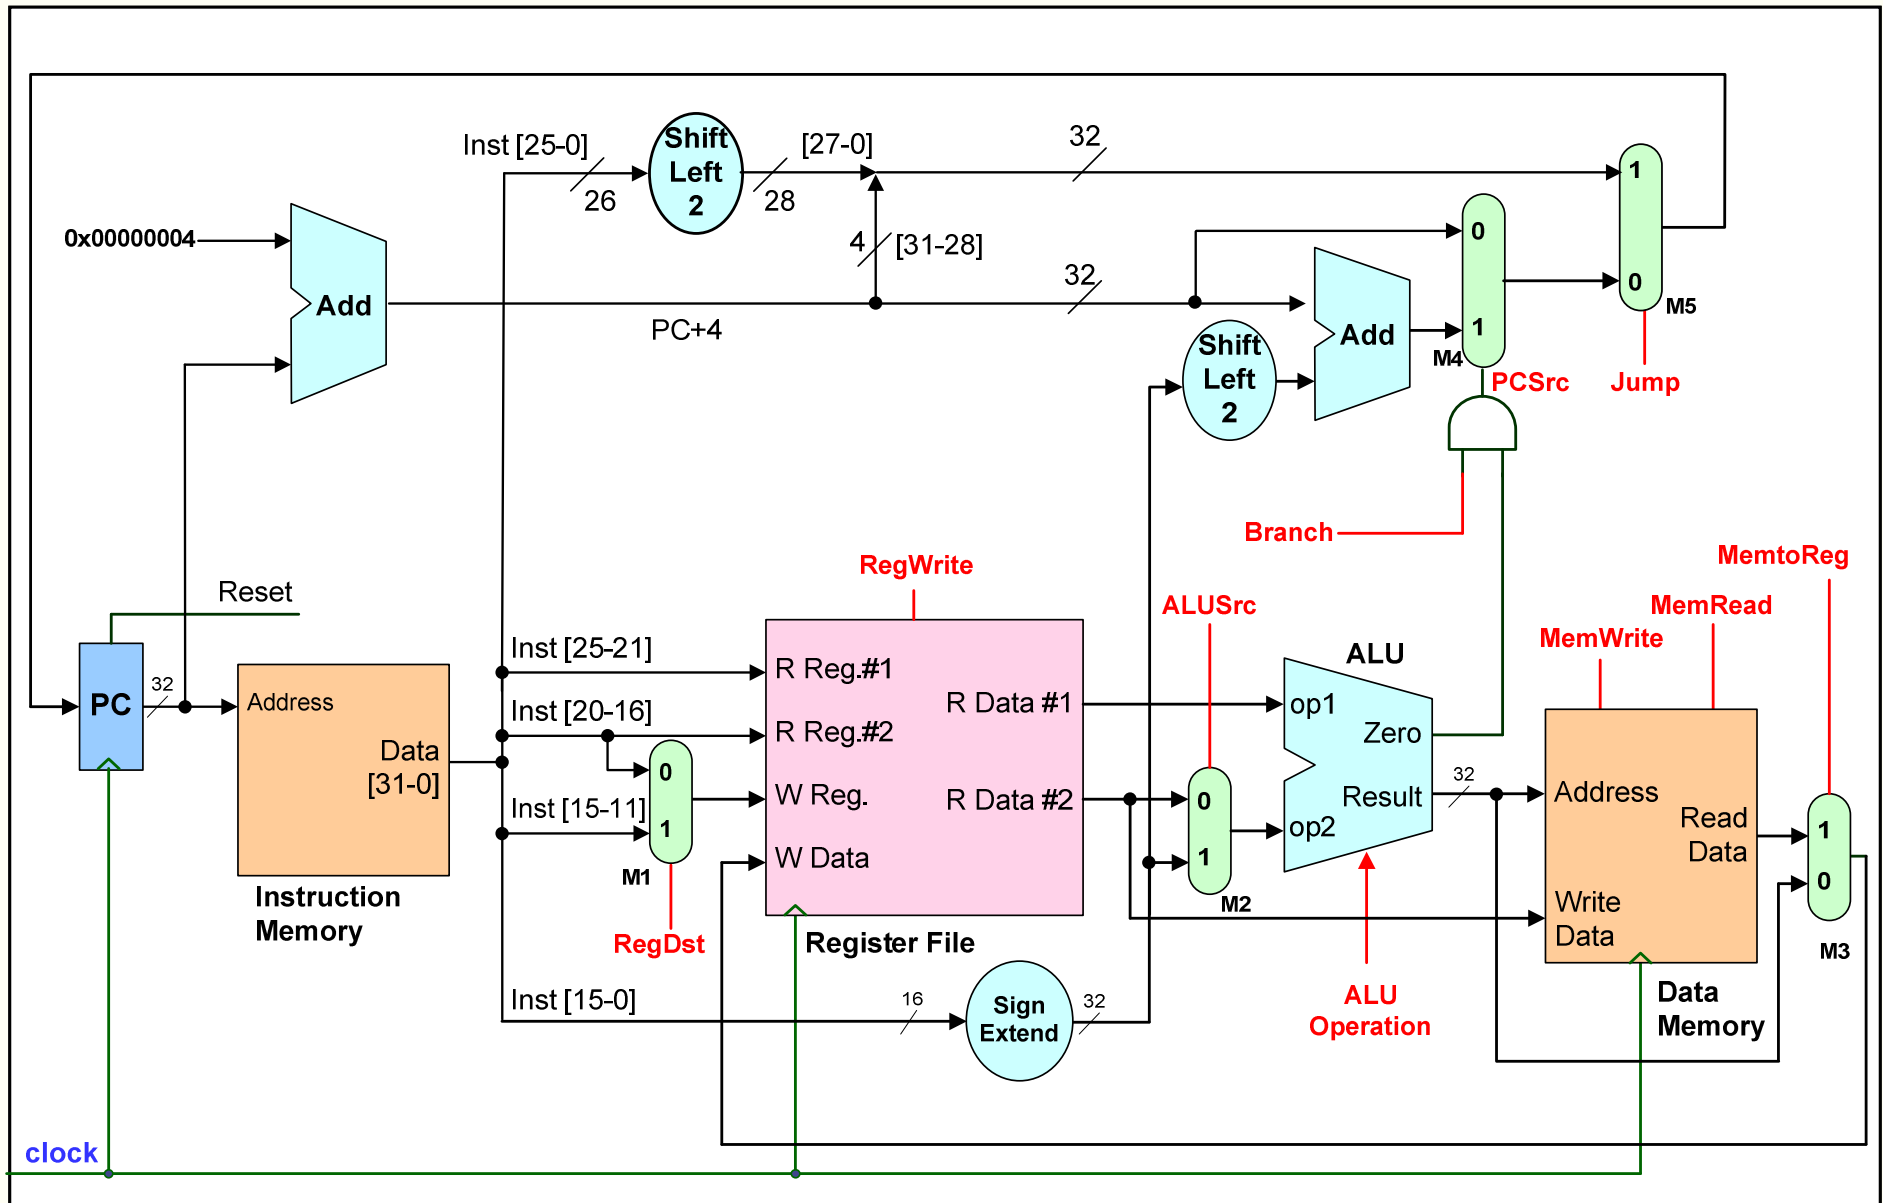 Inst [25-0]
26
Shift
Left
2
28
[27-0]
32
1
0
M5
Jump
4
[31-28]
0x00000004
Add
PC+4
32
Shift
Left
2
Add
0
1
M4
PCSrc
Branch
Reset
PC
32
Address
Data
[31-0]
Instruction
Memory
Inst [25-21]
Inst [20-16]
Inst [15-11]
0
1
M1
RegDst
RegWrite
R Reg.#1
R Reg.#2
W Reg.
W Data
R Data #1
R Data #2
Register File
Inst [15-0]
16
Sign
Extend
32
ALUSrc
0
1
M2
ALU
op1
op2
Zero
Result
32
ALU
Operation
MemWrite
MemRead
MemtoReg
Address
Read
Data
Write
Data
Data
Memory
1
0
M3
clock